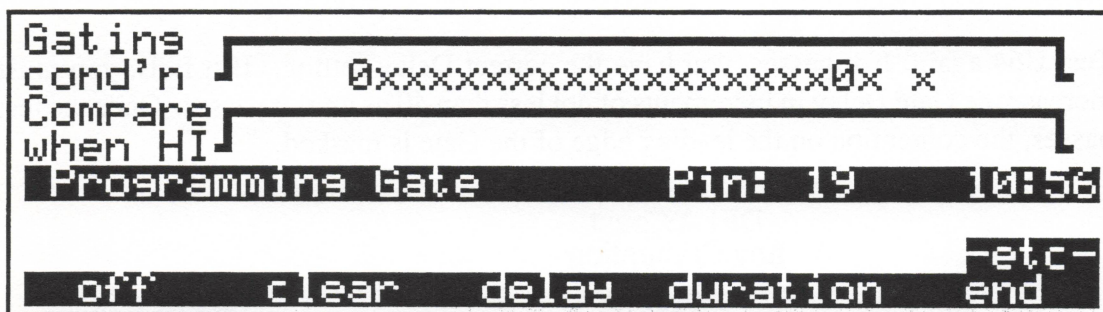 Gating
cond'n 0xxxxxxxxxxxxxxxxx0x x
Compare
when HI
Programming Gate Pin: 19 10:56
-etc-
off clear delay duration end